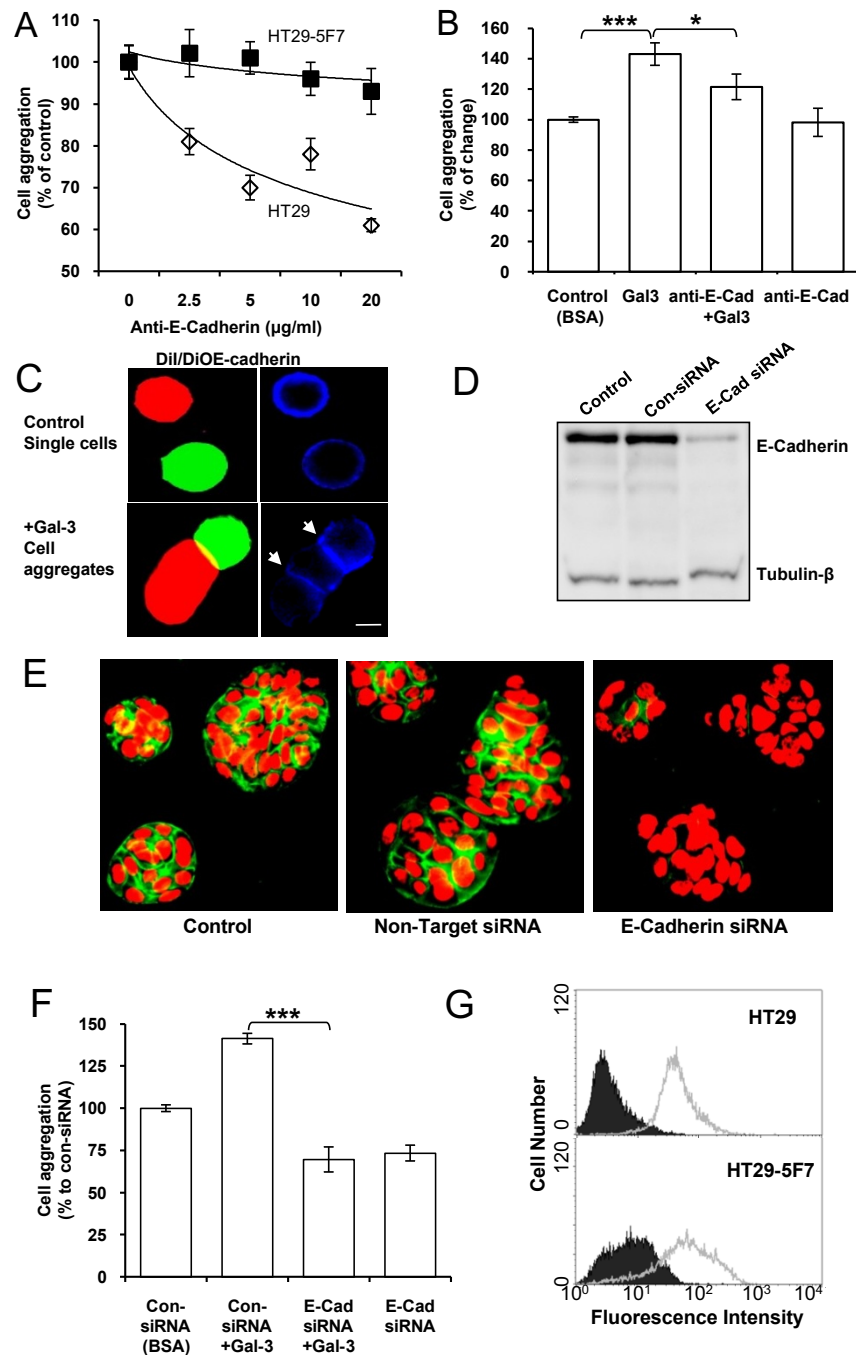 A
110
100
90
80
70
60
50
Cell aggregation
(% of control)
HT29-5F7
HT29
0 2.5 5 10 20
Anti-E-Cadherin (µg/ml)
B
160
140
120
100
80
60
40
20
0
Cell aggregation
(% of change)
*** *
Control
(BSA)
Gal3
anti-E-Cad
+Gal3
anti-E-Cad
C
DiI/DiOE-cadherin
Control
Single cells
+Gal-3
Cell
aggregates
D
Control
Con-siRNA
E-Cad siRNA
E-Cadherin
Tubulin-β
E
Control
Non-Target siRNA
E-Cadherin siRNA
F
150
125
100
75
50
25
0
Cell aggregation
(% to con-siRNA)
***
Con-
siRNA
(BSA)
Con-
siRNA
+Gal-3
E-Cad
siRNA
+Gal-3
E-Cad
siRNA
G
120
0
HT29
120
0
HT29-5F7
Cell Number
10⁰ 10¹ 10² 10³ 10⁴
Fluorescence Intensity